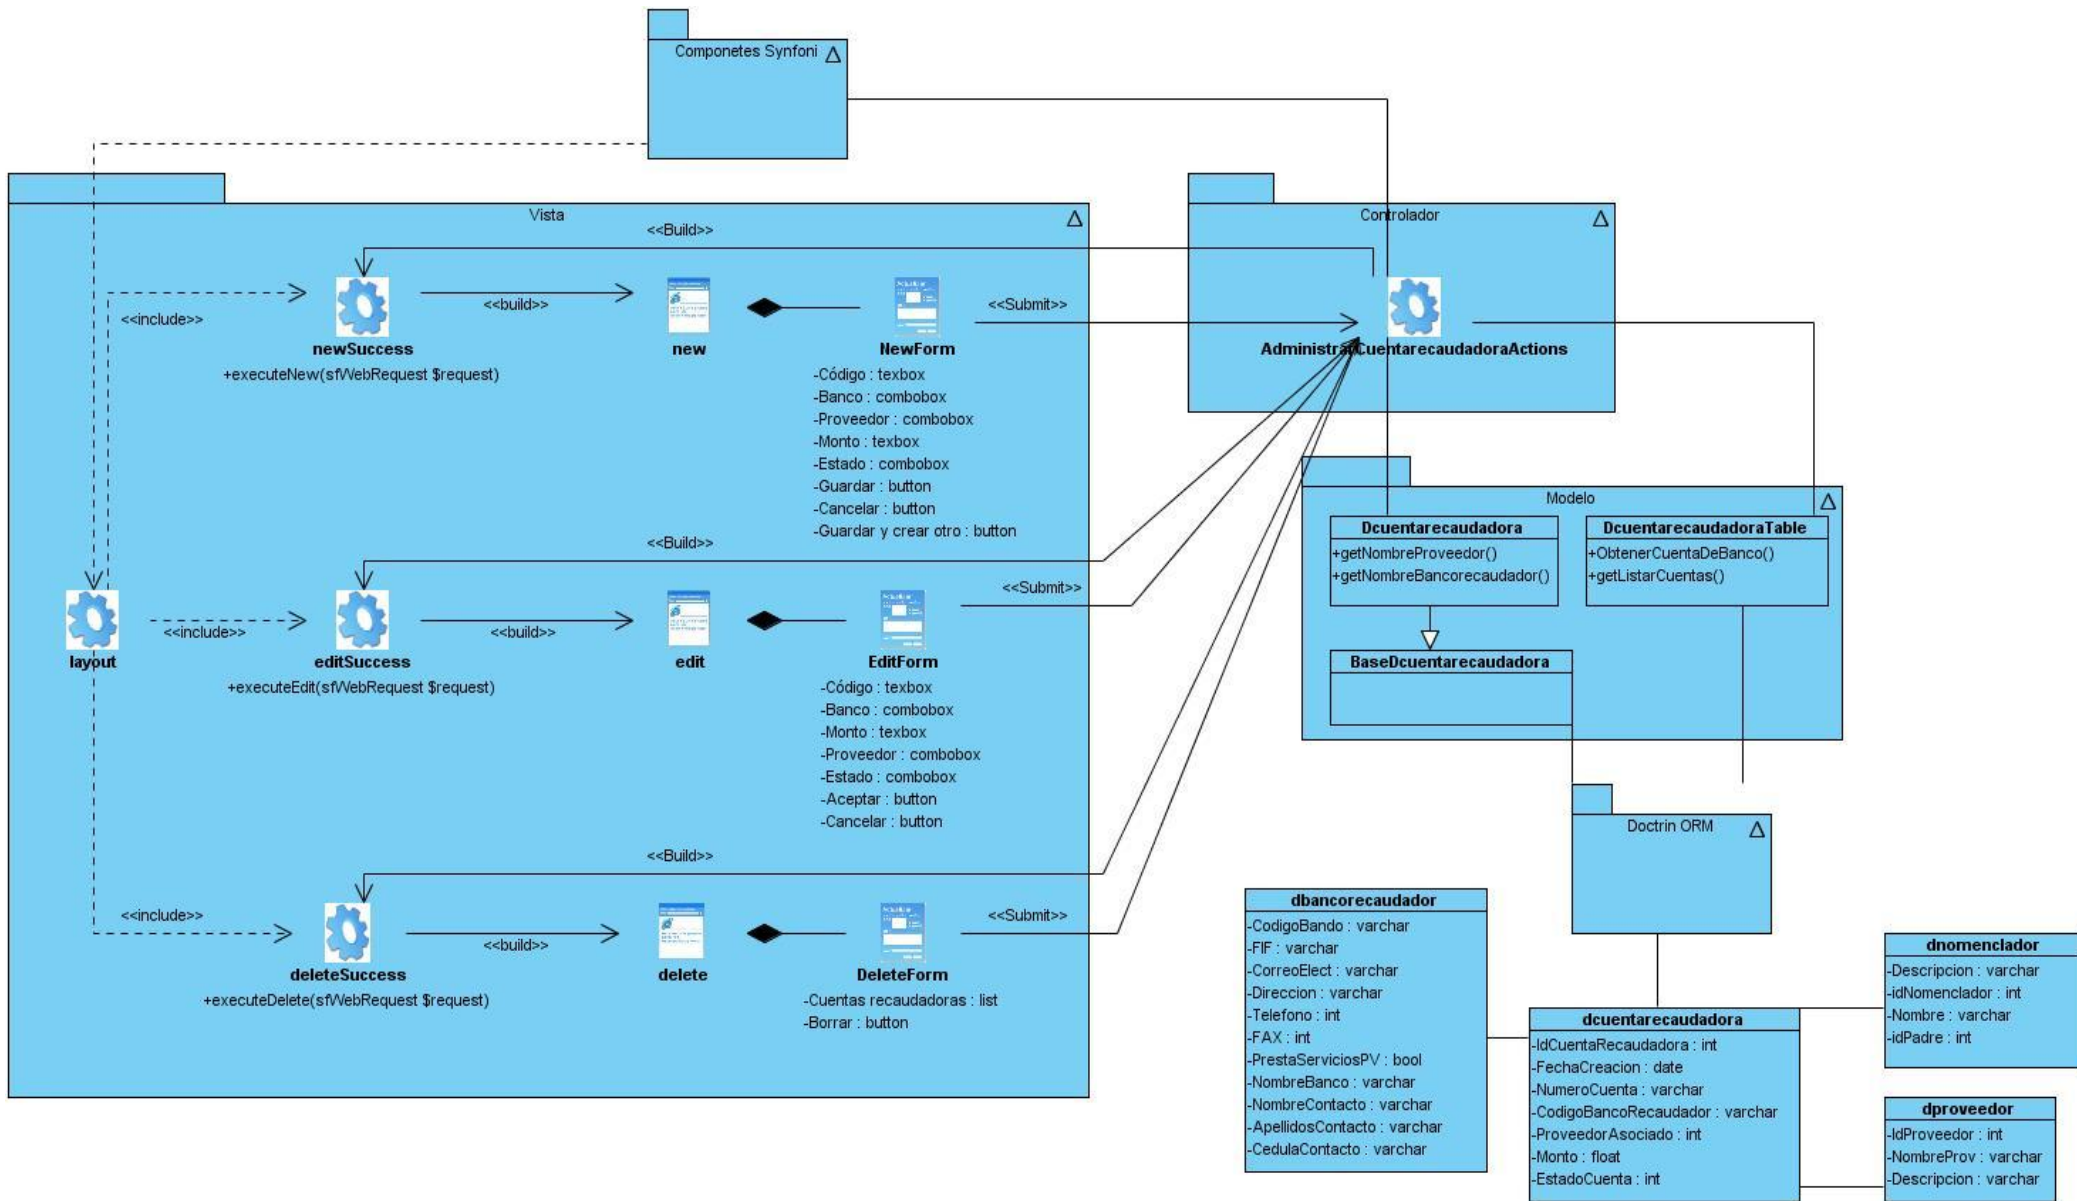 Componetes Synfoni
Vista
<<Build>>
<<include>>
<<build>>
<<Submit>>
newSuccess
+executeNew(sfWebRequest $request)
new
NewForm
-Código : texbox
-Banco : combobox
-Proveedor : combobox
-Monto : texbox
-Estado : combobox
-Guardar : button
-Cancelar : button
-Guardar y crear otro : button
<<Build>>
<<Submit>>
layout
<<include>>
editSuccess
+executeEdit(sfWebRequest $request)
<<build>>
edit
EditForm
-Código : texbox
-Banco : combobox
-Monto : texbox
-Proveedor : combobox
-Estado : combobox
-Aceptar : button
-Cancelar : button
<<Build>>
<<include>>
<<build>>
<<Submit>>
deleteSuccess
+executeDelete(sfWebRequest $request)
delete
DeleteForm
-Cuentas recaudadoras : list
-Borrar : button
Controlador
AdministrarCuentarecaudadoraActions
Modelo
Dcuentarecaudadora
+getNombreProveedor()
+getNombreBancorecaudador()
DcuentarecaudadoraTable
+ObtenerCuentaDeBanco()
+getListarCuentas()
BaseDcuentarecaudadora
Doctrin ORM
dbancorecaudador
-CodigoBando : varchar
-FIF : varchar
-CorreoElect : varchar
-Direccion : varchar
-Telefono : int
-FAX : int
-PrestaServiciosPV : bool
-NombreBanco : varchar
-NombreContacto : varchar
-ApellidosContacto : varchar
-CedulaContacto : varchar
dcuentarecaudadora
-IdCuentaRecaudadora : int
-FechaCreacion : date
-NumeroCuenta : varchar
-CodigoBancoRecaudador : varchar
-ProveedorAsociado : int
-Monto : float
-EstadoCuenta : int
dnomenclador
-Descripcion : varchar
-idNomenclador : int
-Nombre : varchar
-idPadre : int
dproveedor
-IdProveedor : int
-NombreProv : varchar
-Descripcion : varchar